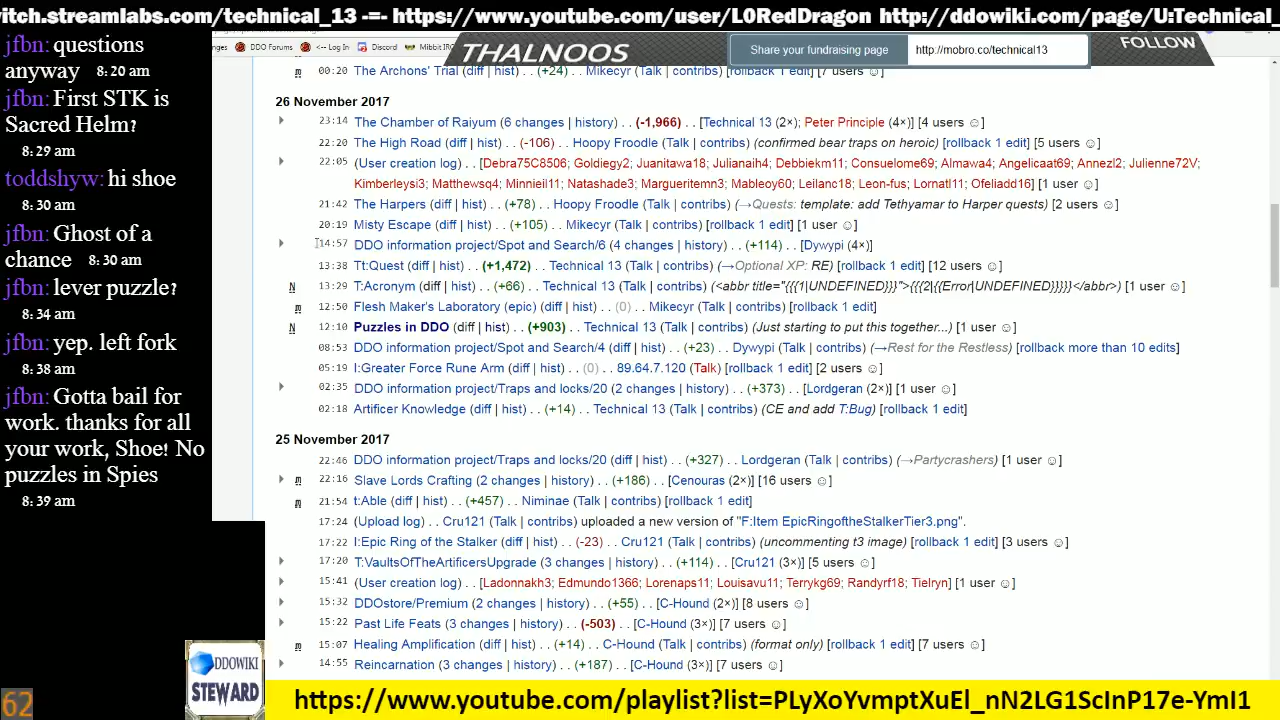 witch.streamlabs.com/technical_13 -=- https://www.youtube.com/user/L0RedDragon http://ddowiki.com/page/U:Technical_
jfbn: questions
anyway 8:20 am
jfbn: First STK is
Sacred Helm?
8:29 am
toddshyw: hi shoe
8:30 am
jfbn: Ghost of a
chance 8:30 am
jfbn: lever puzzle?
8:34 am
jfbn: yep. left fork
8:38 am
jfbn: Gotta bail for
work. thanks for all
your work, Shoe! No
puzzles in Spies
8:39 am
62
nges DDO Forums <-- Log In Discord Mibbit IRC
THALNOOS
Share your fundraising page http://mobro.co/technical13
FOLLOW
m 00:20 The Archons' Trial (diff | hist) . . (+24) . . Mikecyr (Talk | contribs) [rollback 1 edit] [7 users ☺]
26 November 2017
23:14 The Chamber of Raiyum (6 changes | history) . . (-1,966) . . [Technical 13 (2×); Peter Principle (4×)] [4 users ☺]
22:20 The High Road (diff | hist) . . (-106) . . Hoopy Froodle (Talk | contribs) (confirmed bear traps on heroic) [rollback 1 edit] [5 users ☺]
22:05 (User creation log) . . [Debra75C8506; Goldiegy2; Juanitawa18; Julianaih4; Debbiekm11; Consuelome69; Almawa4; Angelicaat69; Annezl2; Julienne72V;
Kimberleysi3; Matthewsq4; Minnieil11; Natashade3; Margueritemn3; Mableoy60; Leilanc18; Leon-fus; Lornatl11; Ofeliadd16] [1 user ☺]
21:42 The Harpers (diff | hist) . . (+78) . . Hoopy Froodle (Talk | contribs) (→Quests: template: add Tethyamar to Harper quests) [2 users ☺]
20:19 Misty Escape (diff | hist) . . (+105) . . Mikecyr (Talk | contribs) [rollback 1 edit] [1 user ☺]
14:57 DDO information project/Spot and Search/6 (4 changes | history) . . (+114) . . [Dywypi (4×)]
13:38 Tt:Quest (diff | hist) . . (+1,472) . . Technical 13 (Talk | contribs) (→Optional XP: RE) [rollback 1 edit] [12 users ☺]
N 13:29 T:Acronym (diff | hist) . . (+66) . . Technical 13 (Talk | contribs) (<abbr title="{{{1|UNDEFINED}}}">{{{2|{{Error|UNDEFINED}}}}}</abbr>) [1 user ☺]
m 12:50 Flesh Maker's Laboratory (epic) (diff | hist) . . (0) . . Mikecyr (Talk | contribs) [rollback 1 edit]
N 12:10 Puzzles in DDO (diff | hist) . . (+903) . . Technical 13 (Talk | contribs) (Just starting to put this together...) [1 user ☺]
08:53 DDO information project/Spot and Search/4 (diff | hist) . . (+23) . . Dywypi (Talk | contribs) (→Rest for the Restless) [rollback more than 10 edits]
05:19 I:Greater Force Rune Arm (diff | hist) . . (0) . . 89.64.7.120 (Talk) [rollback 1 edit] [2 users ☺]
02:35 DDO information project/Traps and locks/20 (2 changes | history) . . (+373) . . [Lordgeran (2×)] [1 user ☺]
02:18 Artificer Knowledge (diff | hist) . . (+14) . . Technical 13 (Talk | contribs) (CE and add T:Bug) [rollback 1 edit]
25 November 2017
22:46 DDO information project/Traps and locks/20 (diff | hist) . . (+327) . . Lordgeran (Talk | contribs) (→Partycrashers) [1 user ☺]
m 22:16 Slave Lords Crafting (2 changes | history) . . (+186) . . [Cenouras (2×)] [16 users ☺]
m 21:54 t:Able (diff | hist) . . (+457) . . Niminae (Talk | contribs) [rollback 1 edit]
17:24 (Upload log) . . Cru121 (Talk | contribs) uploaded a new version of "F:Item EpicRingoftheStalkerTier3.png".
17:22 I:Epic Ring of the Stalker (diff | hist) . . (-23) . . Cru121 (Talk | contribs) (uncommenting t3 image) [rollback 1 edit] [3 users ☺]
17:20 T:VaultsOfTheArtificersUpgrade (3 changes | history) . . (+114) . . [Cru121 (3×)] [5 users ☺]
15:41 (User creation log) . . [Ladonnakh3; Edmundo1366; Lorenaps11; Louisavu11; Terrykg69; Randyrf18; Tielryn] [1 user ☺]
15:32 DDOstore/Premium (2 changes | history) . . (+55) . . [C-Hound (2×)] [8 users ☺]
15:22 Past Life Feats (3 changes | history) . . (-503) . . [C-Hound (3×)] [7 users ☺]
m 15:07 Healing Amplification (diff | hist) . . (+14) . . C-Hound (Talk | contribs) (format only) [rollback 1 edit] [7 users ☺]
14:55 Reincarnation (3 changes | history) . . (+187) . . [C-Hound (3×)] [7 users ☺]
DDOWIKI
STEWARD
https://www.youtube.com/playlist?list=PLyXoYvmptXuEl_nN2LG1ScInP17e-YmI1